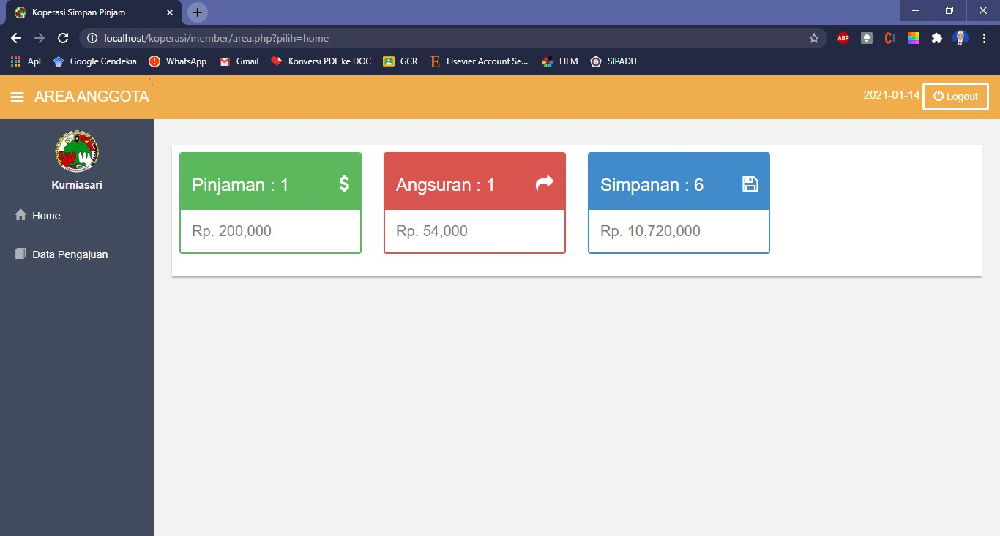 Koperasi Simpan Pinjam
localhost/koperasi/member/area.php?pilih=home
ABP
Apl Google Cendekia WhatsApp Gmail Konversi PDF ke DOC GCR Elsevier Account Se... FILM SIPADU
AREA ANGGOTA
2021-01-14 Logout
Kurniasari
Home
Data Pengajuan
Pinjaman : 1
Rp. 200,000
Angsuran : 1
Rp. 54,000
Simpanan : 6
Rp. 10,720,000